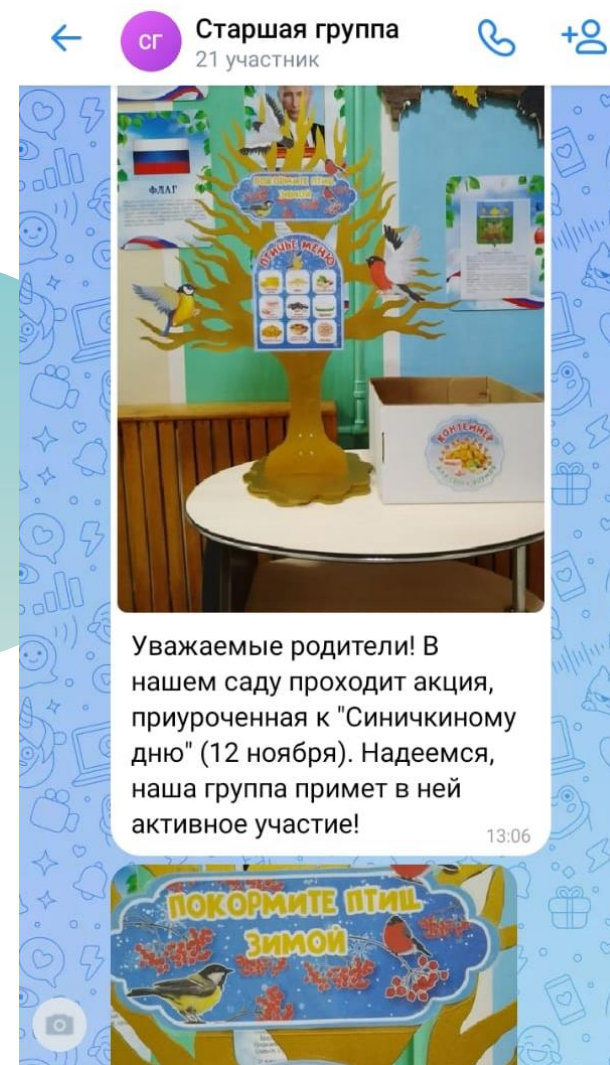 Старшая группа
СГ
21 участник
ФЛАГ
ПОКОРМИТЕ ПТИЦ
ЗИМОЙ
ПТИЧЬЕ МЕНЮ
КОНТЕЙНЕР
Уважаемые родители! В
нашем саду проходит акция,
приуроченная к "Синичкиному
дню" (12 ноября). Надеемся,
наша группа примет в ней
активное участие!
13:06
ПОКОРМИТЕ ПТИЦ
ЗИМОЙ